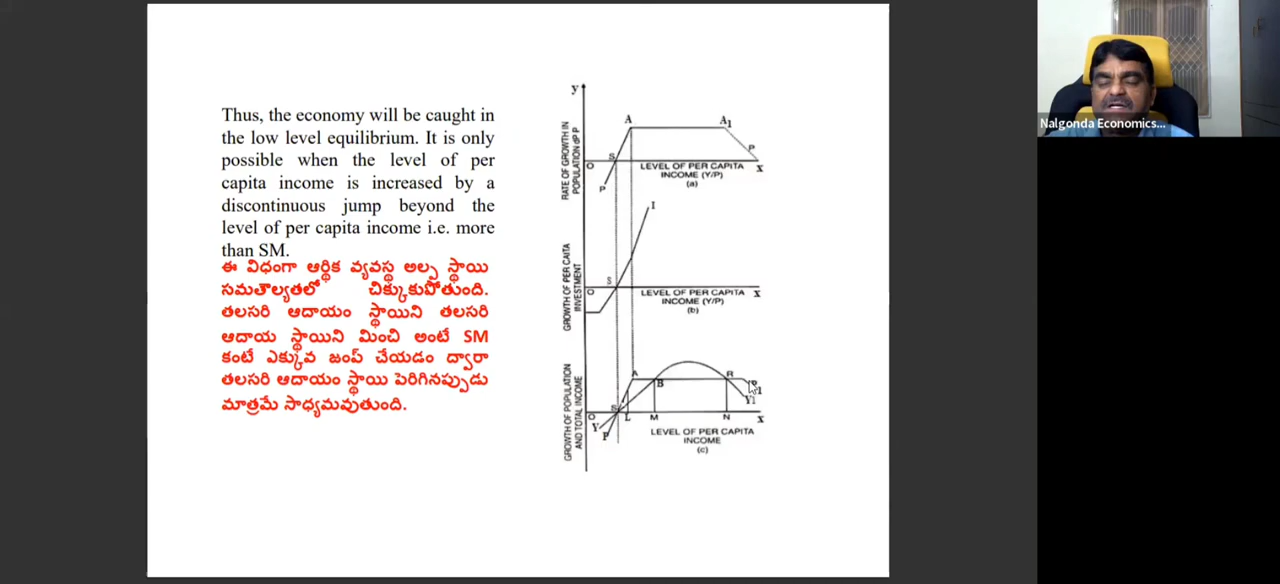 Thus, the economy will be caught in
the low level equilibrium. It is only
possible when the level of per
capita income is increased by a
discontinuous jump beyond the
level of per capita income i.e. more
than SM.
ఈ విధంగా ఆర్థిక వ్యవస్థ అల్ప స్థాయి
సమతౌల్యతలో చిక్కుకుపోతుంది.
తలసరి ఆదాయం స్థాయిని తలసరి
ఆదాయ స్థాయిని మించి అంటే SM
కంటే ఎక్కువ జంప్ చేయడం ద్వారా
తలసరి ఆదాయం స్థాయి పెరిగినప్పుడు
మాత్రమే సాధ్యమవుతుంది.
y
A A1
RATE OF GROWTH IN
POPULATION dP P
S P
O LEVEL OF PER CAPITA X
INCOME (Y/P)
(a)
P
I
GROWTH OF PER CAITA
INVESTMENT
S
O LEVEL OF PER CAPITA X
INCOME (Y/P)
(b)
GROWTH OF POPULATION
AND TOTAL INCOME
A B R
Y1
S
O L M N X
Y P
LEVEL OF PER CAPITA
INCOME
(c)
Nalgonda Economics...